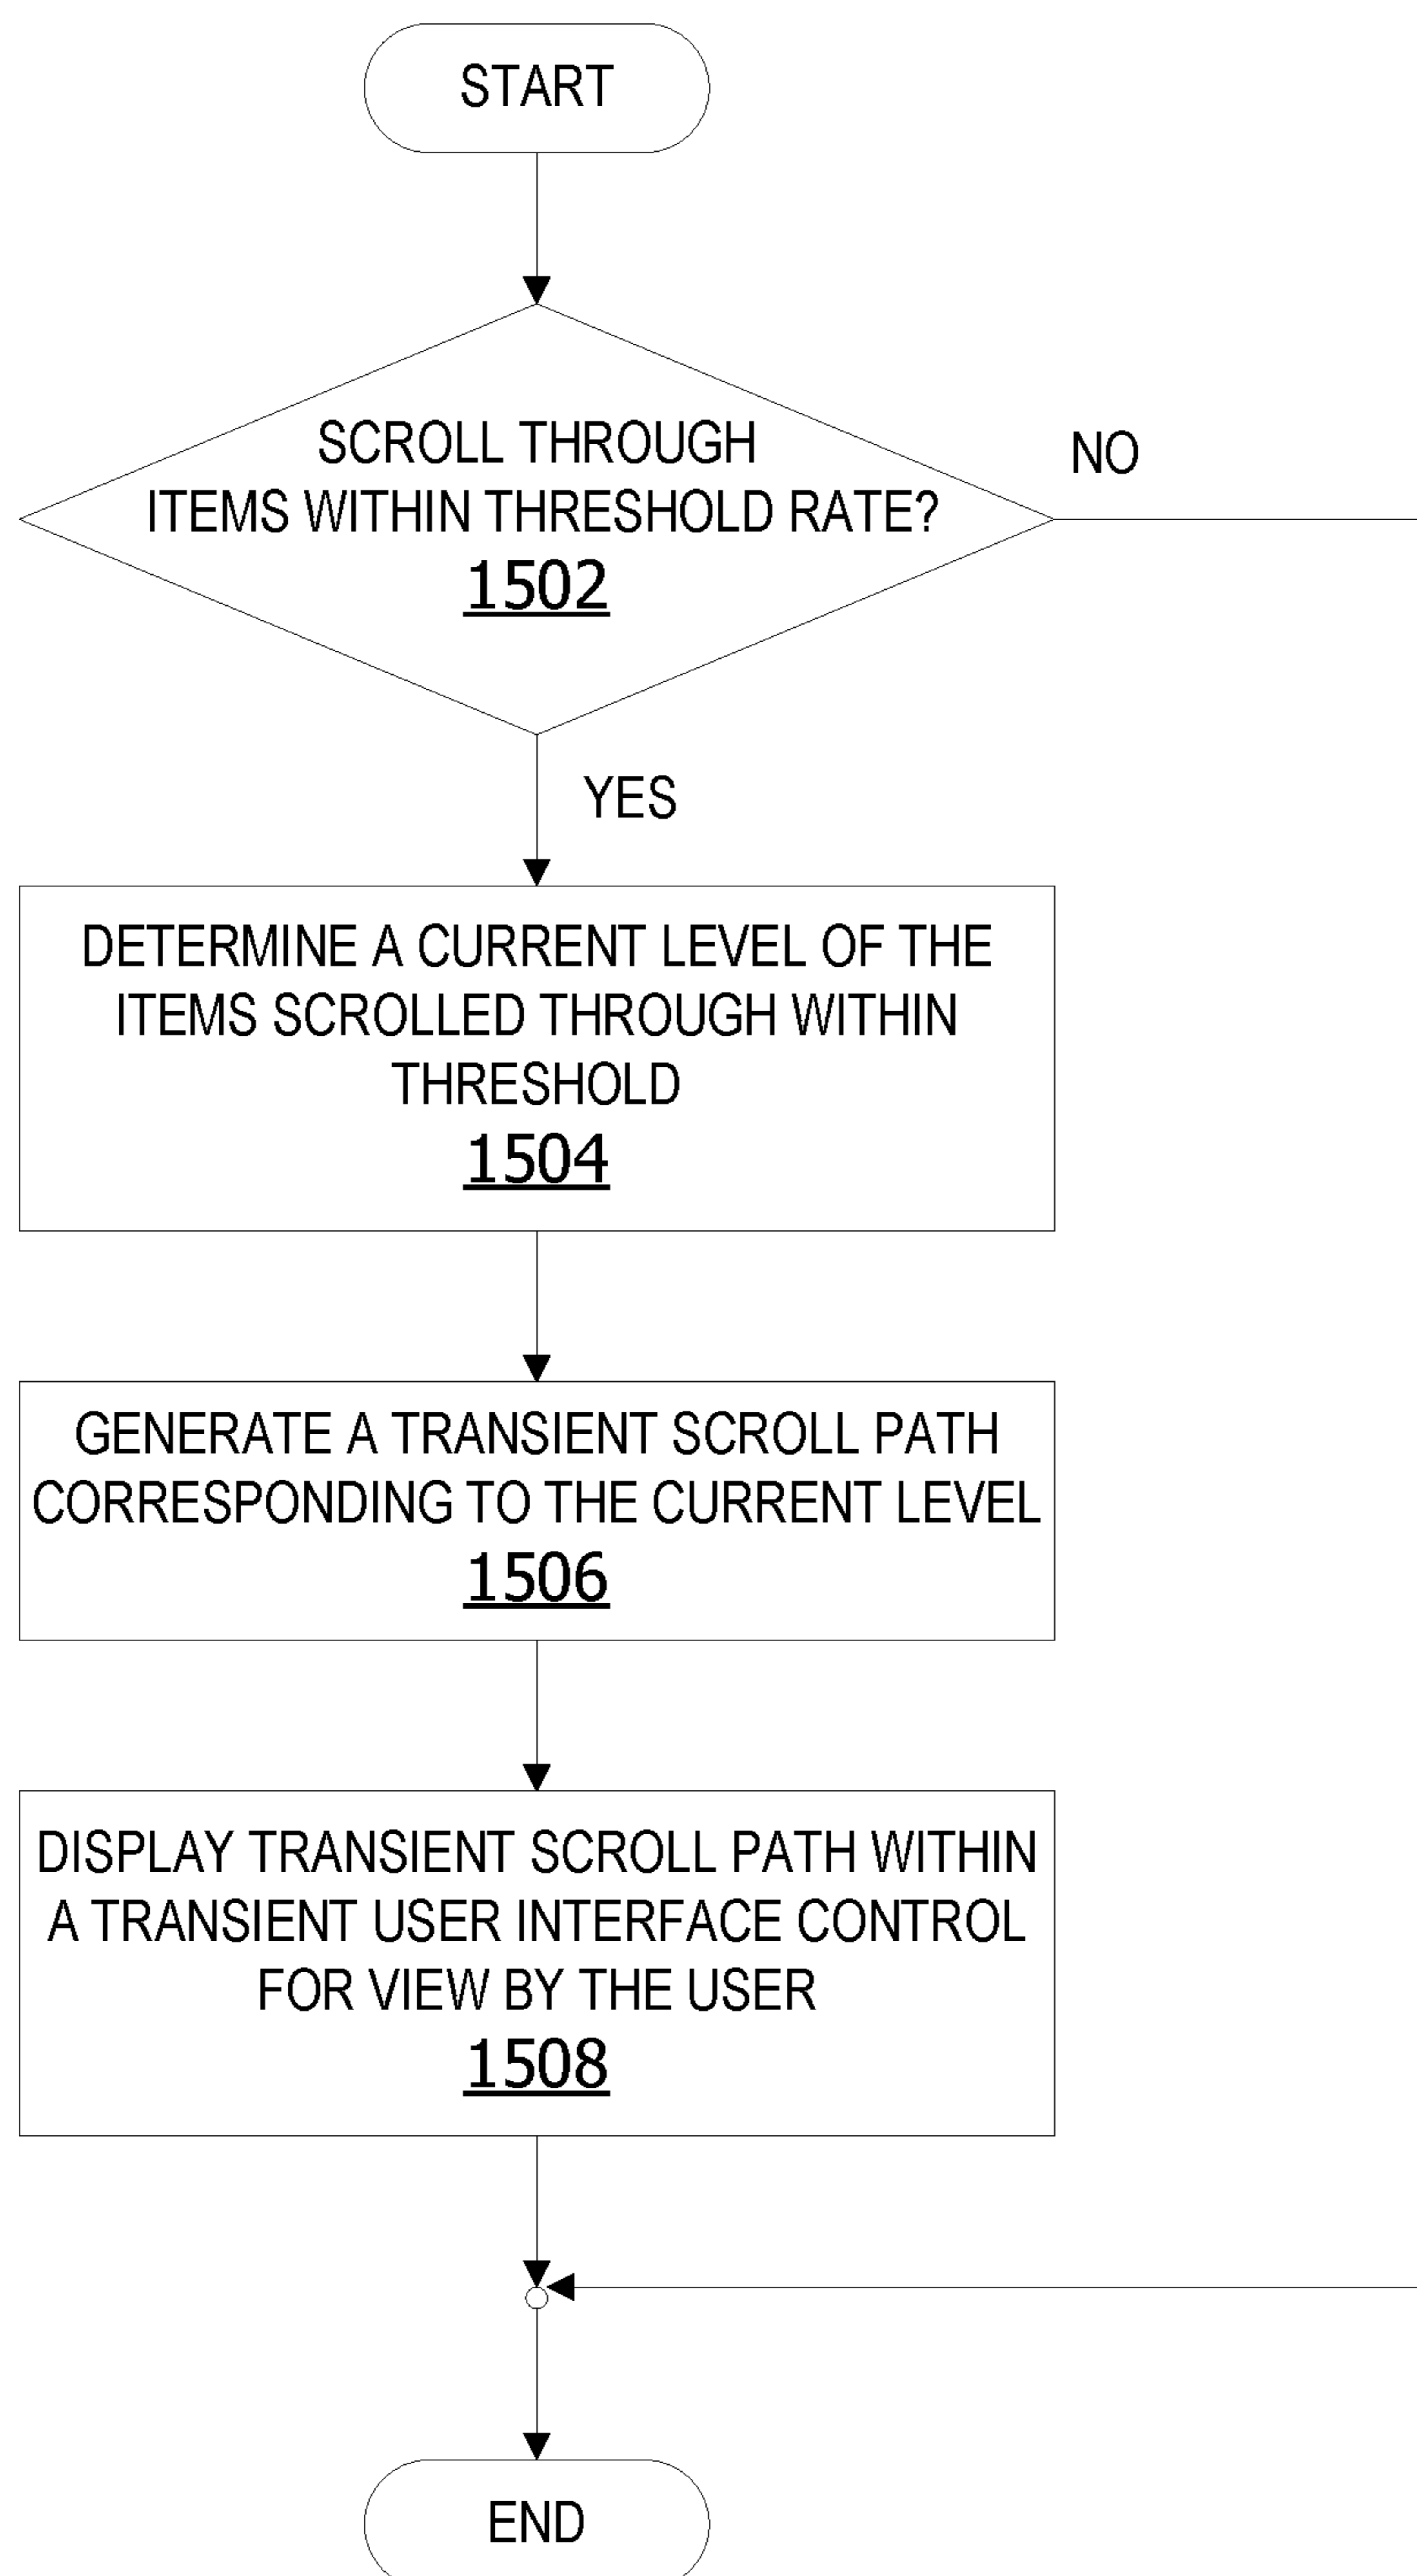 START
SCROLL THROUGH
ITEMS WITHIN THRESHOLD RATE?
1502
NO
YES
DETERMINE A CURRENT LEVEL OF THE
ITEMS SCROLLED THROUGH WITHIN
THRESHOLD
1504
GENERATE A TRANSIENT SCROLL PATH
CORRESPONDING TO THE CURRENT LEVEL
1506
DISPLAY TRANSIENT SCROLL PATH WITHIN
A TRANSIENT USER INTERFACE CONTROL
FOR VIEW BY THE USER
1508
END